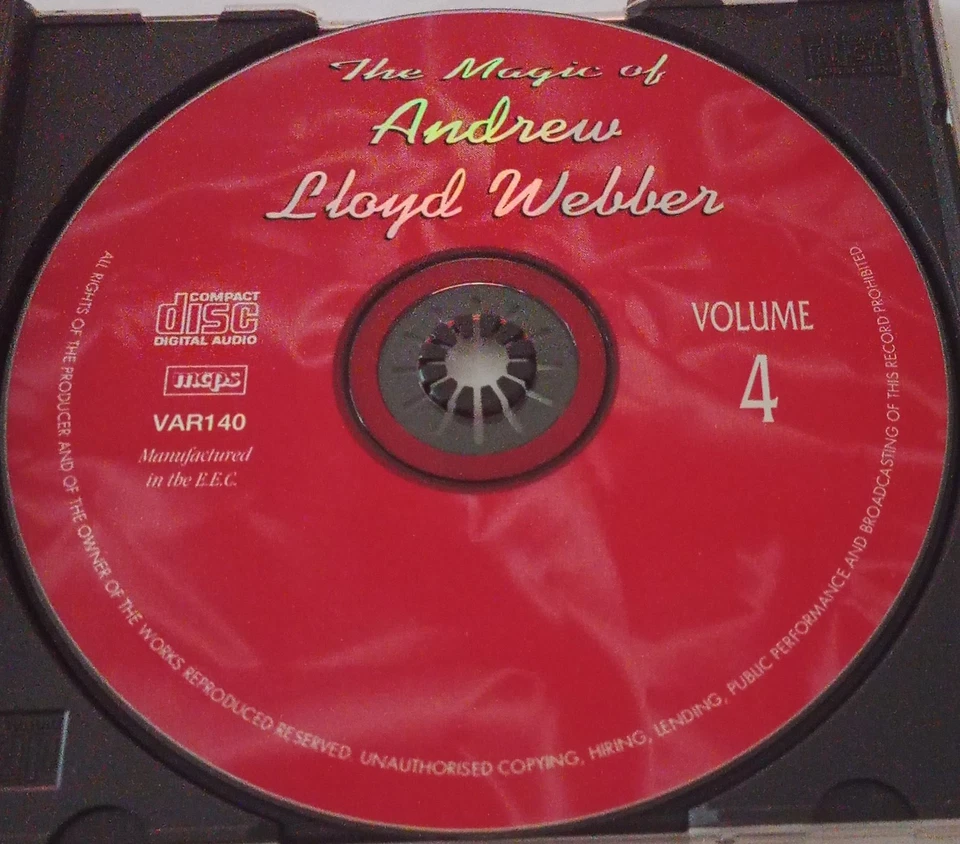 The Magic of
Andrew
Lloyd Webber
COMPACT
disc
DIGITAL AUDIO
mcps
VAR140
Manufactured
in the E.E.C.
VOLUME
4
ALL RIGHTS OF THE PRODUCER AND OF THE OWNER OF THE WORKS REPRODUCED RESERVED. UNAUTHORISED COPYING, HIRING, LENDING, PUBLIC PERFORMANCE AND BROADCASTING OF THIS RECORD PROHIBITED